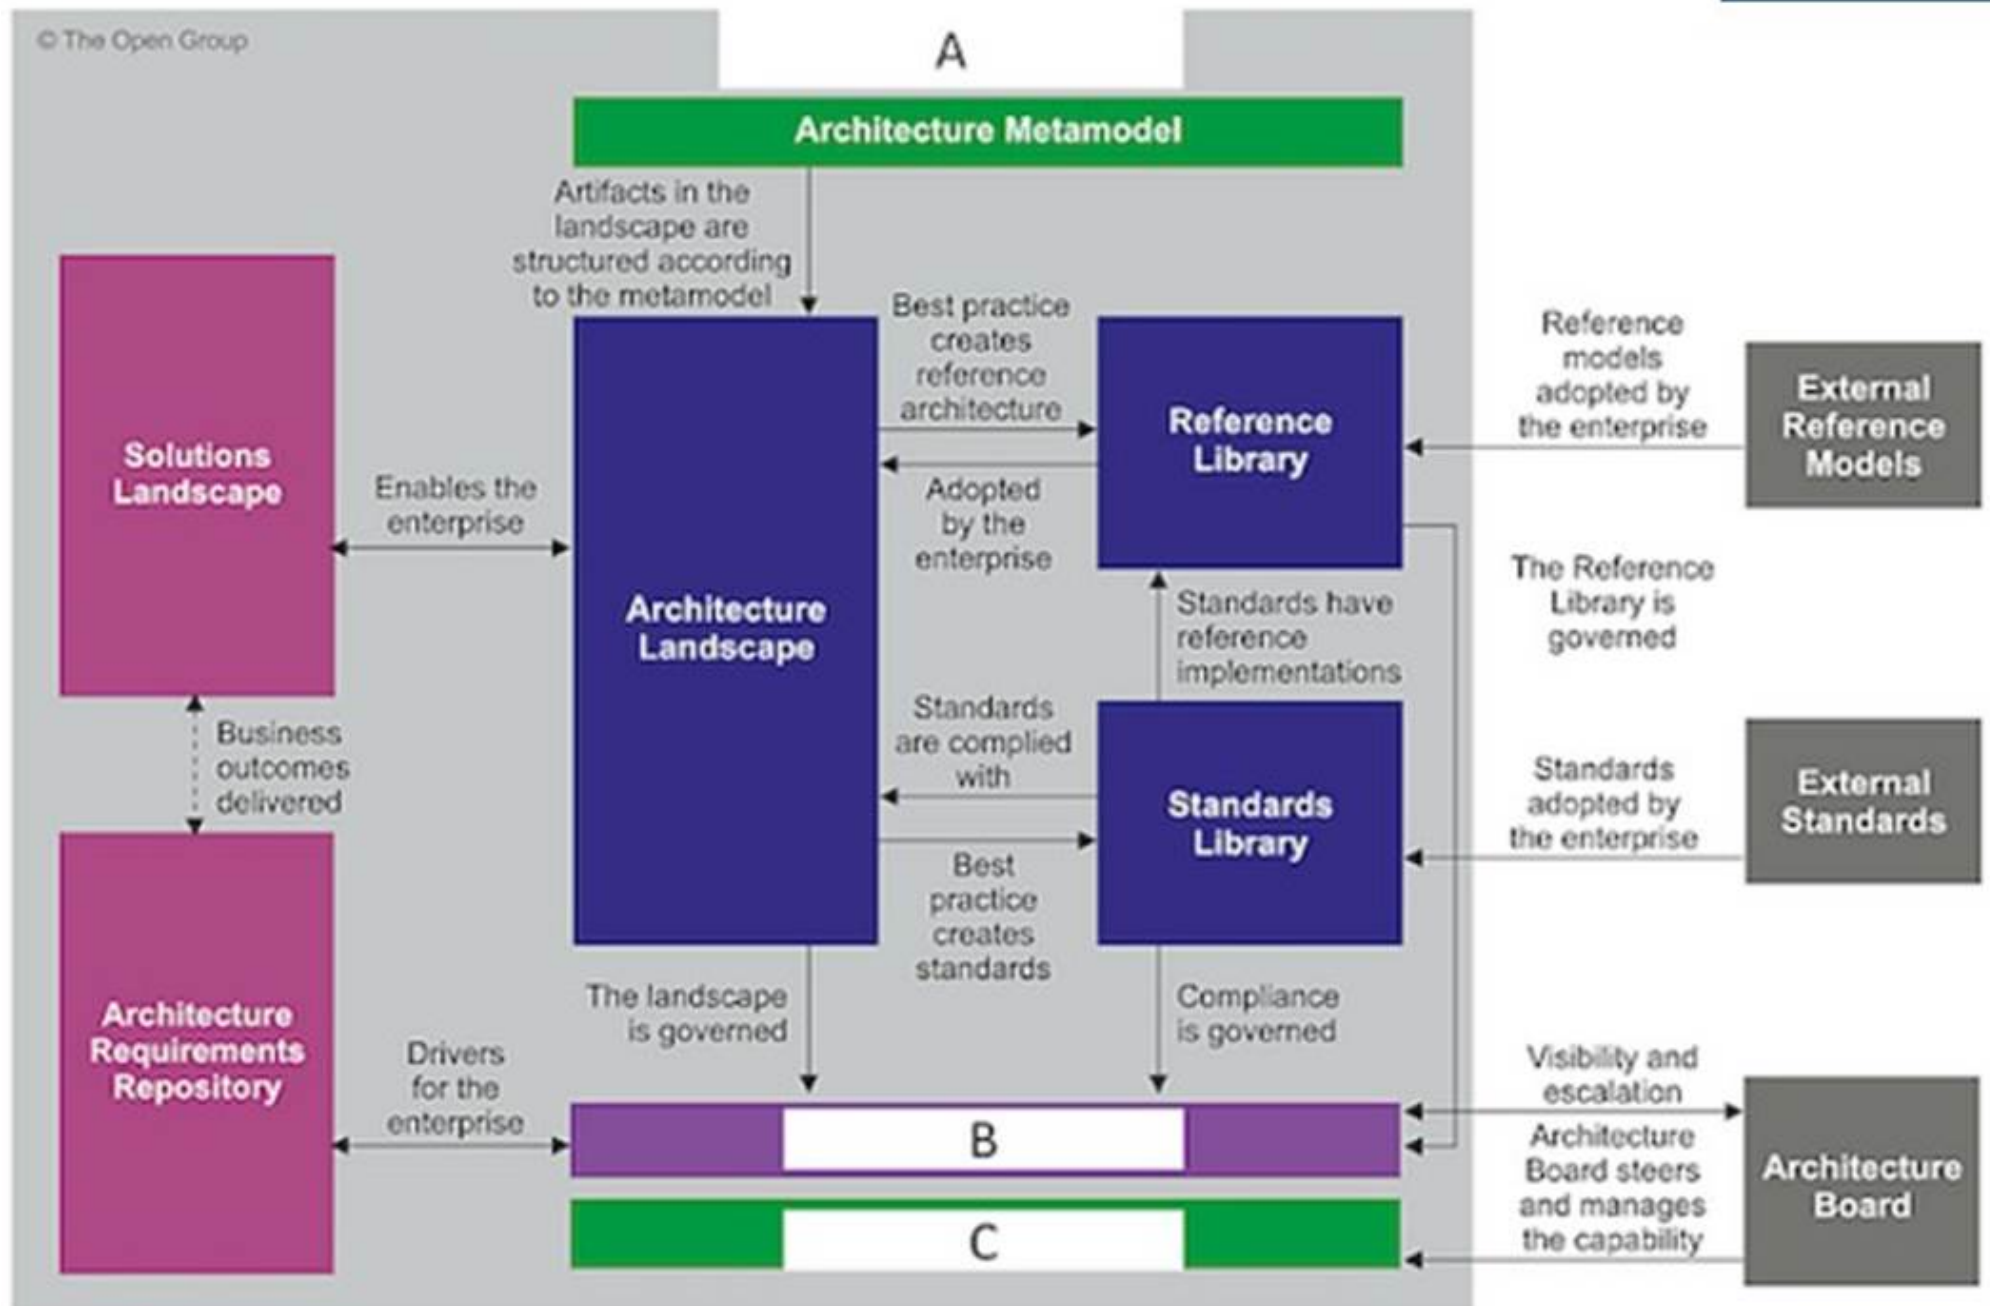 © The Open Group
A
Architecture Metamodel
Artifacts in the
landscape are
structured according
to the metamodel
Best practice
creates
reference
architecture
Reference
models
adopted by
the enterprise
External
Reference
Models
Reference
Library
Solutions
Landscape
Enables the
enterprise
Adopted
by the
enterprise
The Reference
Library is
governed
Architecture
Landscape
Standards have
reference
implementations
Standards
are complied
with
Business
outcomes
delivered
Standards
Library
Standards
adopted by
the enterprise
External
Standards
Best
practice
creates
standards
The landscape
is governed
Compliance
is governed
Architecture
Requirements
Repository
Drivers
for the
enterprise
Visibility and
escalation
B
Architecture
Board steers
and manages
the capability
Architecture
Board
C